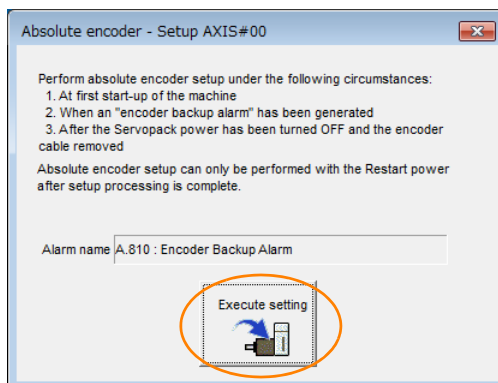 Absolute encoder - Setup AXIS#00
Perform absolute encoder setup under the following circumstances:
1. At first start-up of the machine
2. When an "encoder backup alarm" has been generated
3. After the Servopack power has been turned OFF and the encoder
cable removed
Absolute encoder setup can only be performed with the Restart power
after setup processing is complete.
Alarm name A.810 : Encoder Backup Alarm
Execute setting